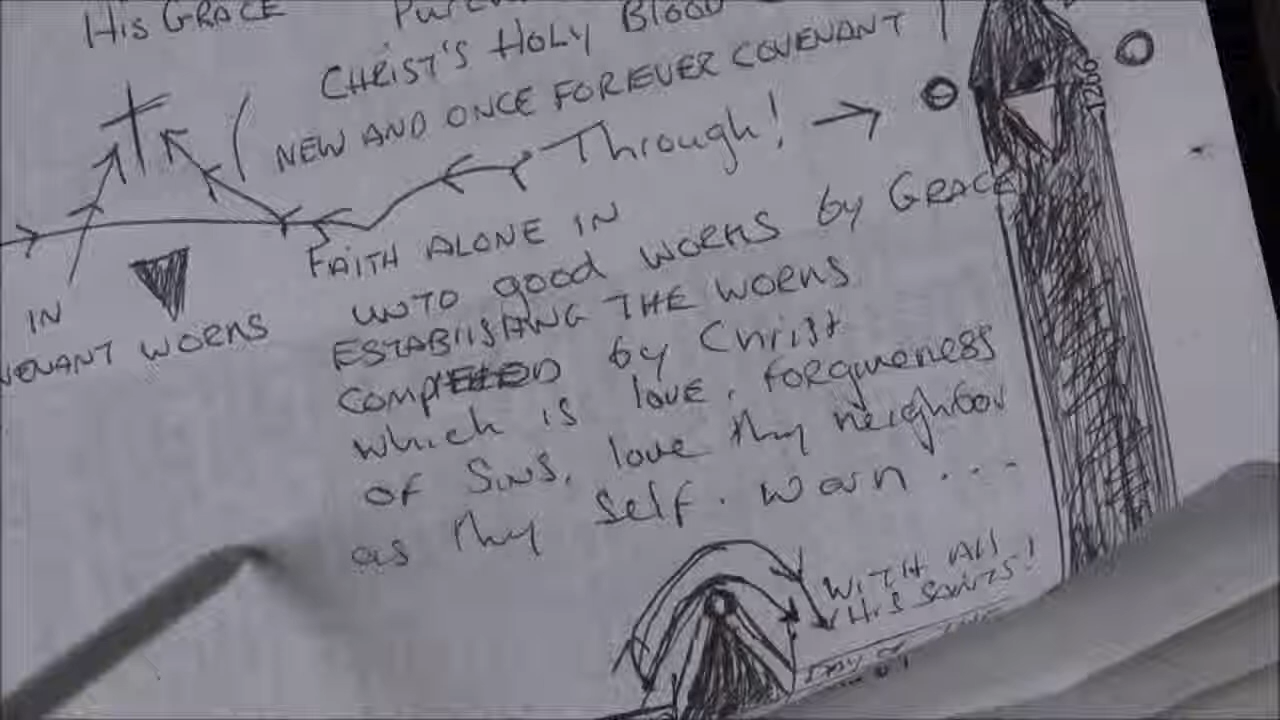 HIS GRACE
CHRIST'S HOLY BLOOD
(NEW AND ONCE FOREVER COVENANT
Through! →
FAITH ALONE IN
UNTO good WORKS by GRACE
ESTABLISHING THE WORKS
COMPLETED by Christ
which is love, FORGIVENESS
OF SINS, love thy neighbour
as thy self. Warn ....
IN
WORKS
1260
WITH All
HIS SAINTS!